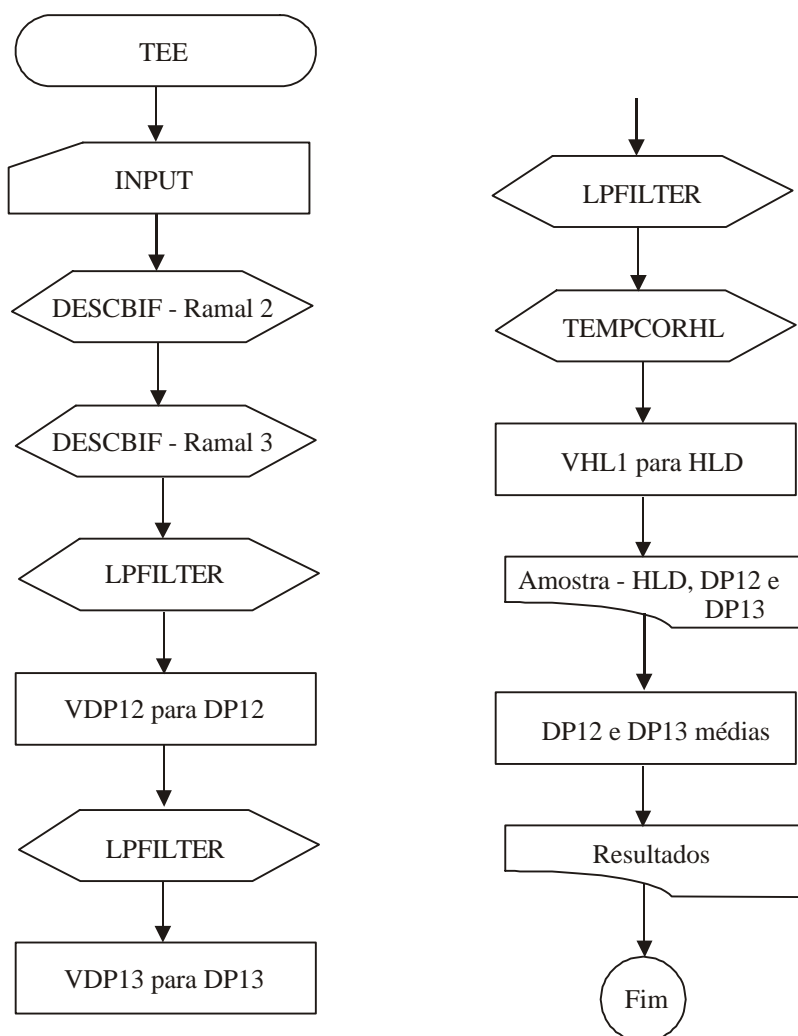 TEE
INPUT
DESCBIF - Ramal 2
DESCBIF - Ramal 3
LPFILTER
VDP12 para DP12
LPFILTER
VDP13 para DP13
LPFILTER
TEMPCORHL
VHL1 para HLD
Amostra - HLD, DP12 e
DP13
DP12 e DP13 médias
Resultados
Fim